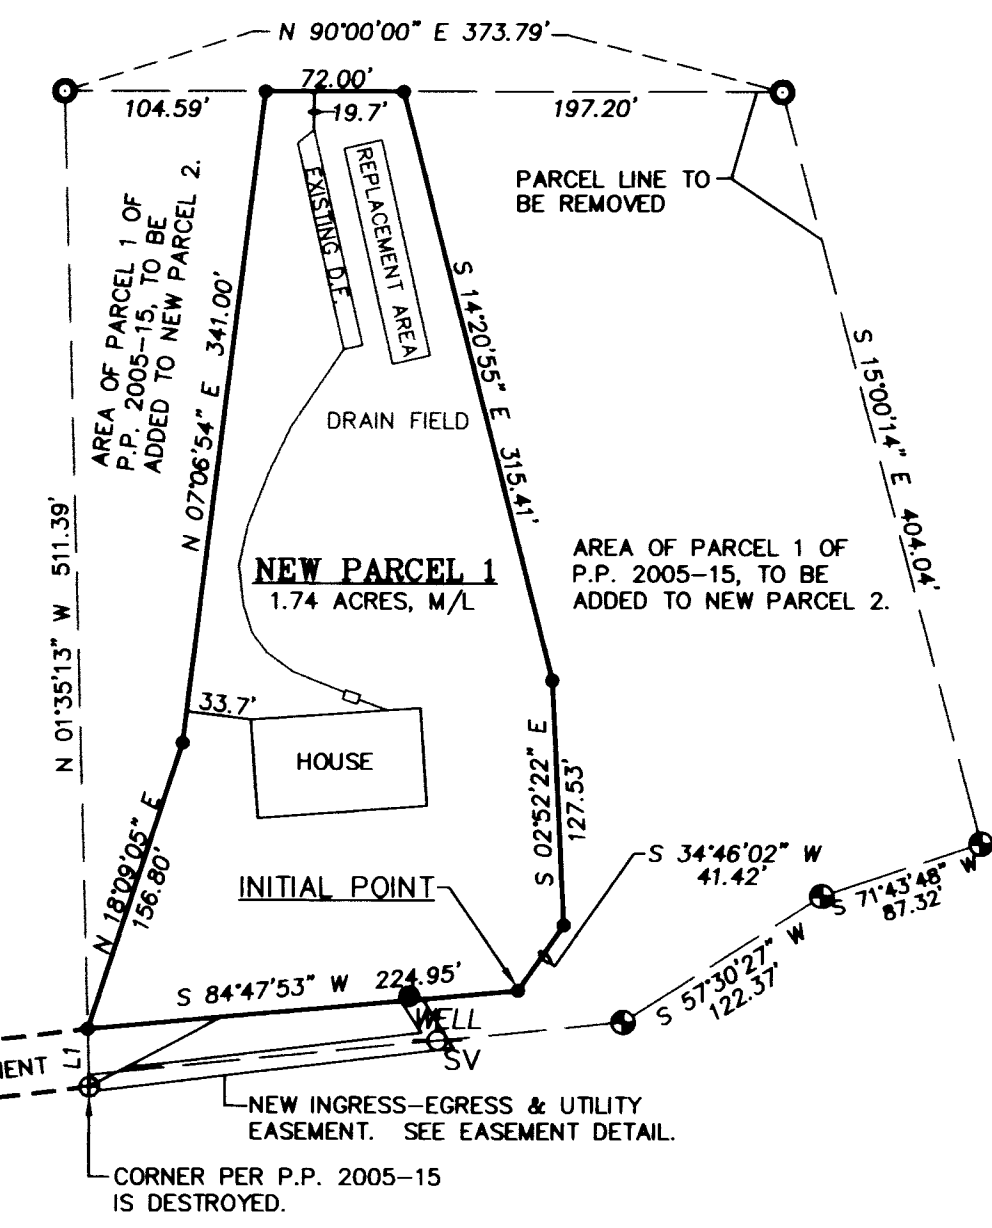 N 90°00'00" E 373.79'
72.00'
104.59'
19.7'
197.20'
PARCEL LINE TO
BE REMOVED
EXISTING D.F.
REPLACEMENT AREA
AREA OF PARCEL 1 OF
P.P. 2005-15, TO BE
ADDED TO NEW PARCEL 2.
N 07°06'54" E 341.00'
S 14°20'55" E 315.41'
S 15°00'14" E 404.04'
DRAIN FIELD
N 01°35'13" W 511.39'
NEW PARCEL 1
1.74 ACRES, M/L
AREA OF PARCEL 1 OF
P.P. 2005-15, TO BE
ADDED TO NEW PARCEL 2.
33.7'
HOUSE
S 02°52'22" E
127.53'
N 18°09'05" E
156.80'
S 34°46'02" W
41.42'
INITIAL POINT
S 71°43'48" W
87.32'
S 57°30'27" W
122.37'
S 84°47'53" W 224.95'
WELL
SV
L1
NEW INGRESS-EGRESS & UTILITY
EASEMENT. SEE EASEMENT DETAIL.
CORNER PER P.P. 2005-15
IS DESTROYED.